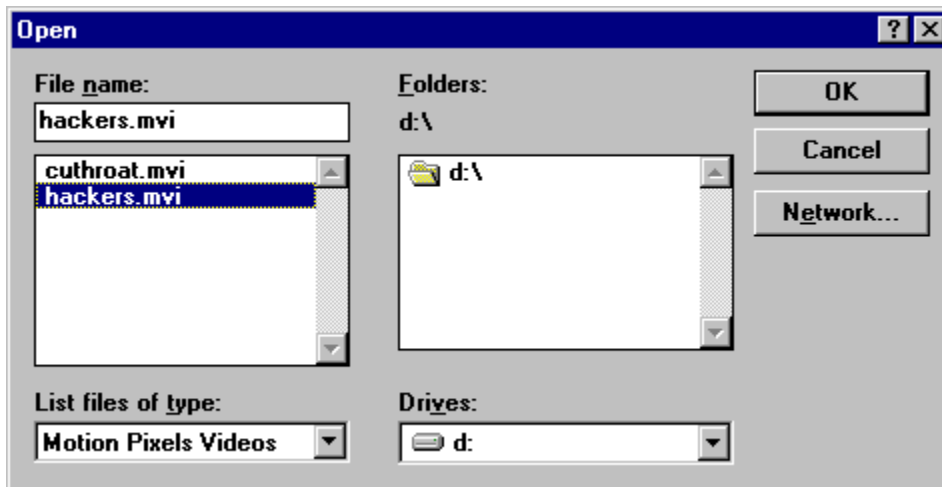 Open
File name:
hackers.mvi
cuthroat.mvi
hackers.mvi
List files of type:
Motion Pixels Videos
Folders:
d:\
d:\
Drives:
d:
OK
Cancel
Network...